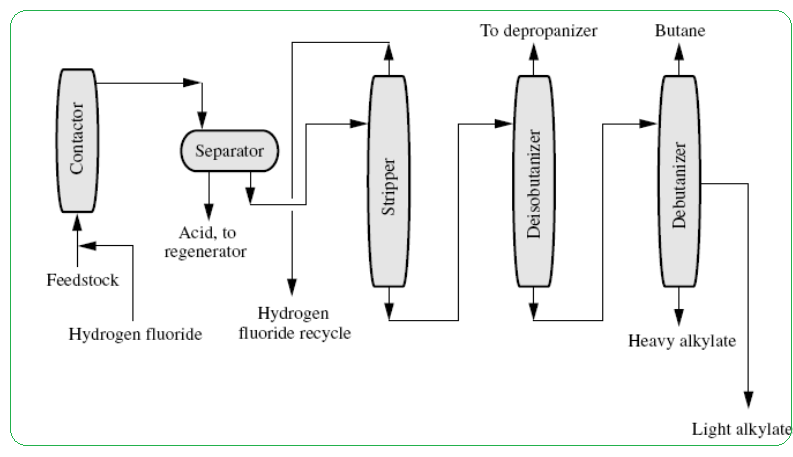 To depropanizer
Butane
Contactor
Separator
Stripper
Deisobutanizer
Debutanizer
Acid, to
regenerator
Feedstock
Hydrogen fluoride
Hydrogen
fluoride recycle
Heavy alkylate
Light alkylate